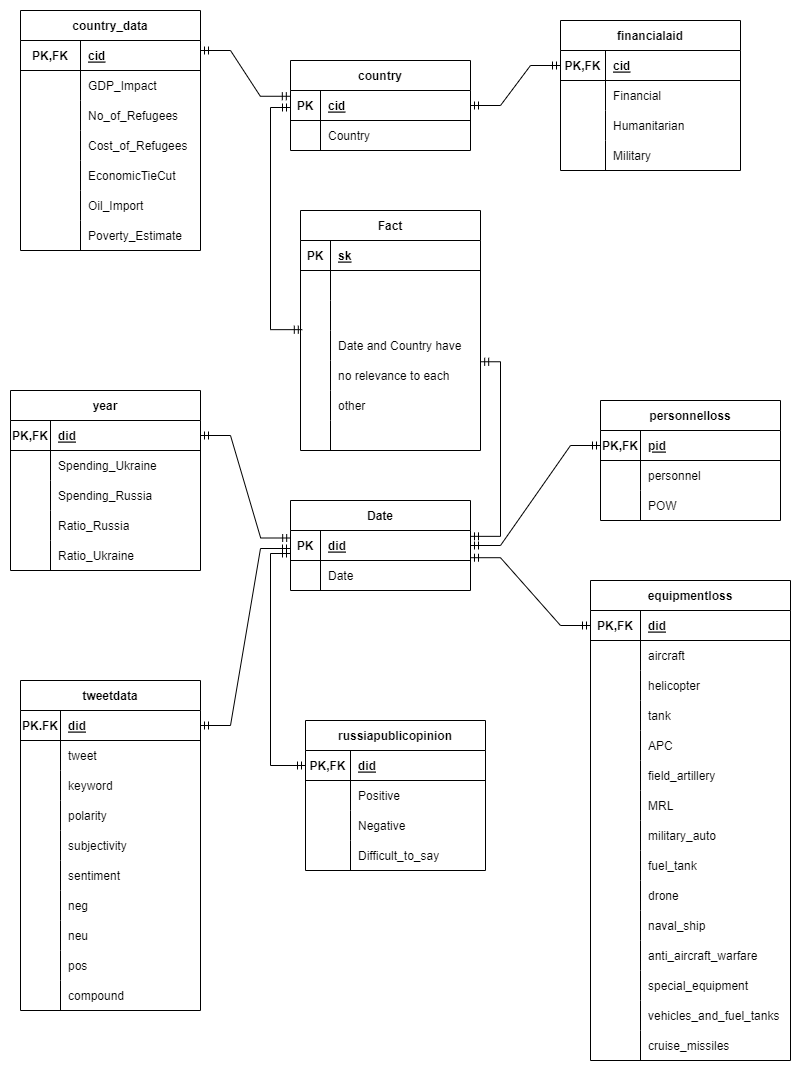 country_data
PK,FK cid
GDP_Impact
No_of_Refugees
Cost_of_Refugees
EconomicTieCut
Oil_Import
Poverty_Estimate
country
PK cid
Country
financialaid
PK,FK cid
Financial
Humanitarian
Military
Fact
PK sk
Date and Country have
no relevance to each
other
year
PK,FK did
Spending_Ukraine
Spending_Russia
Ratio_Russia
Ratio_Ukraine
Date
PK did
Date
personnelloss
PK,FK pid
personnel
POW
equipmentloss
PK,FK did
aircraft
helicopter
tank
APC
field_artillery
MRL
military_auto
fuel_tank
drone
naval_ship
anti_aircraft_warfare
special_equipment
vehicles_and_fuel_tanks
cruise_missiles
tweetdata
PK.FK did
tweet
keyword
polarity
subjectivity
sentiment
neg
neu
pos
compound
russiapublicopinion
PK,FK did
Positive
Negative
Difficult_to_say